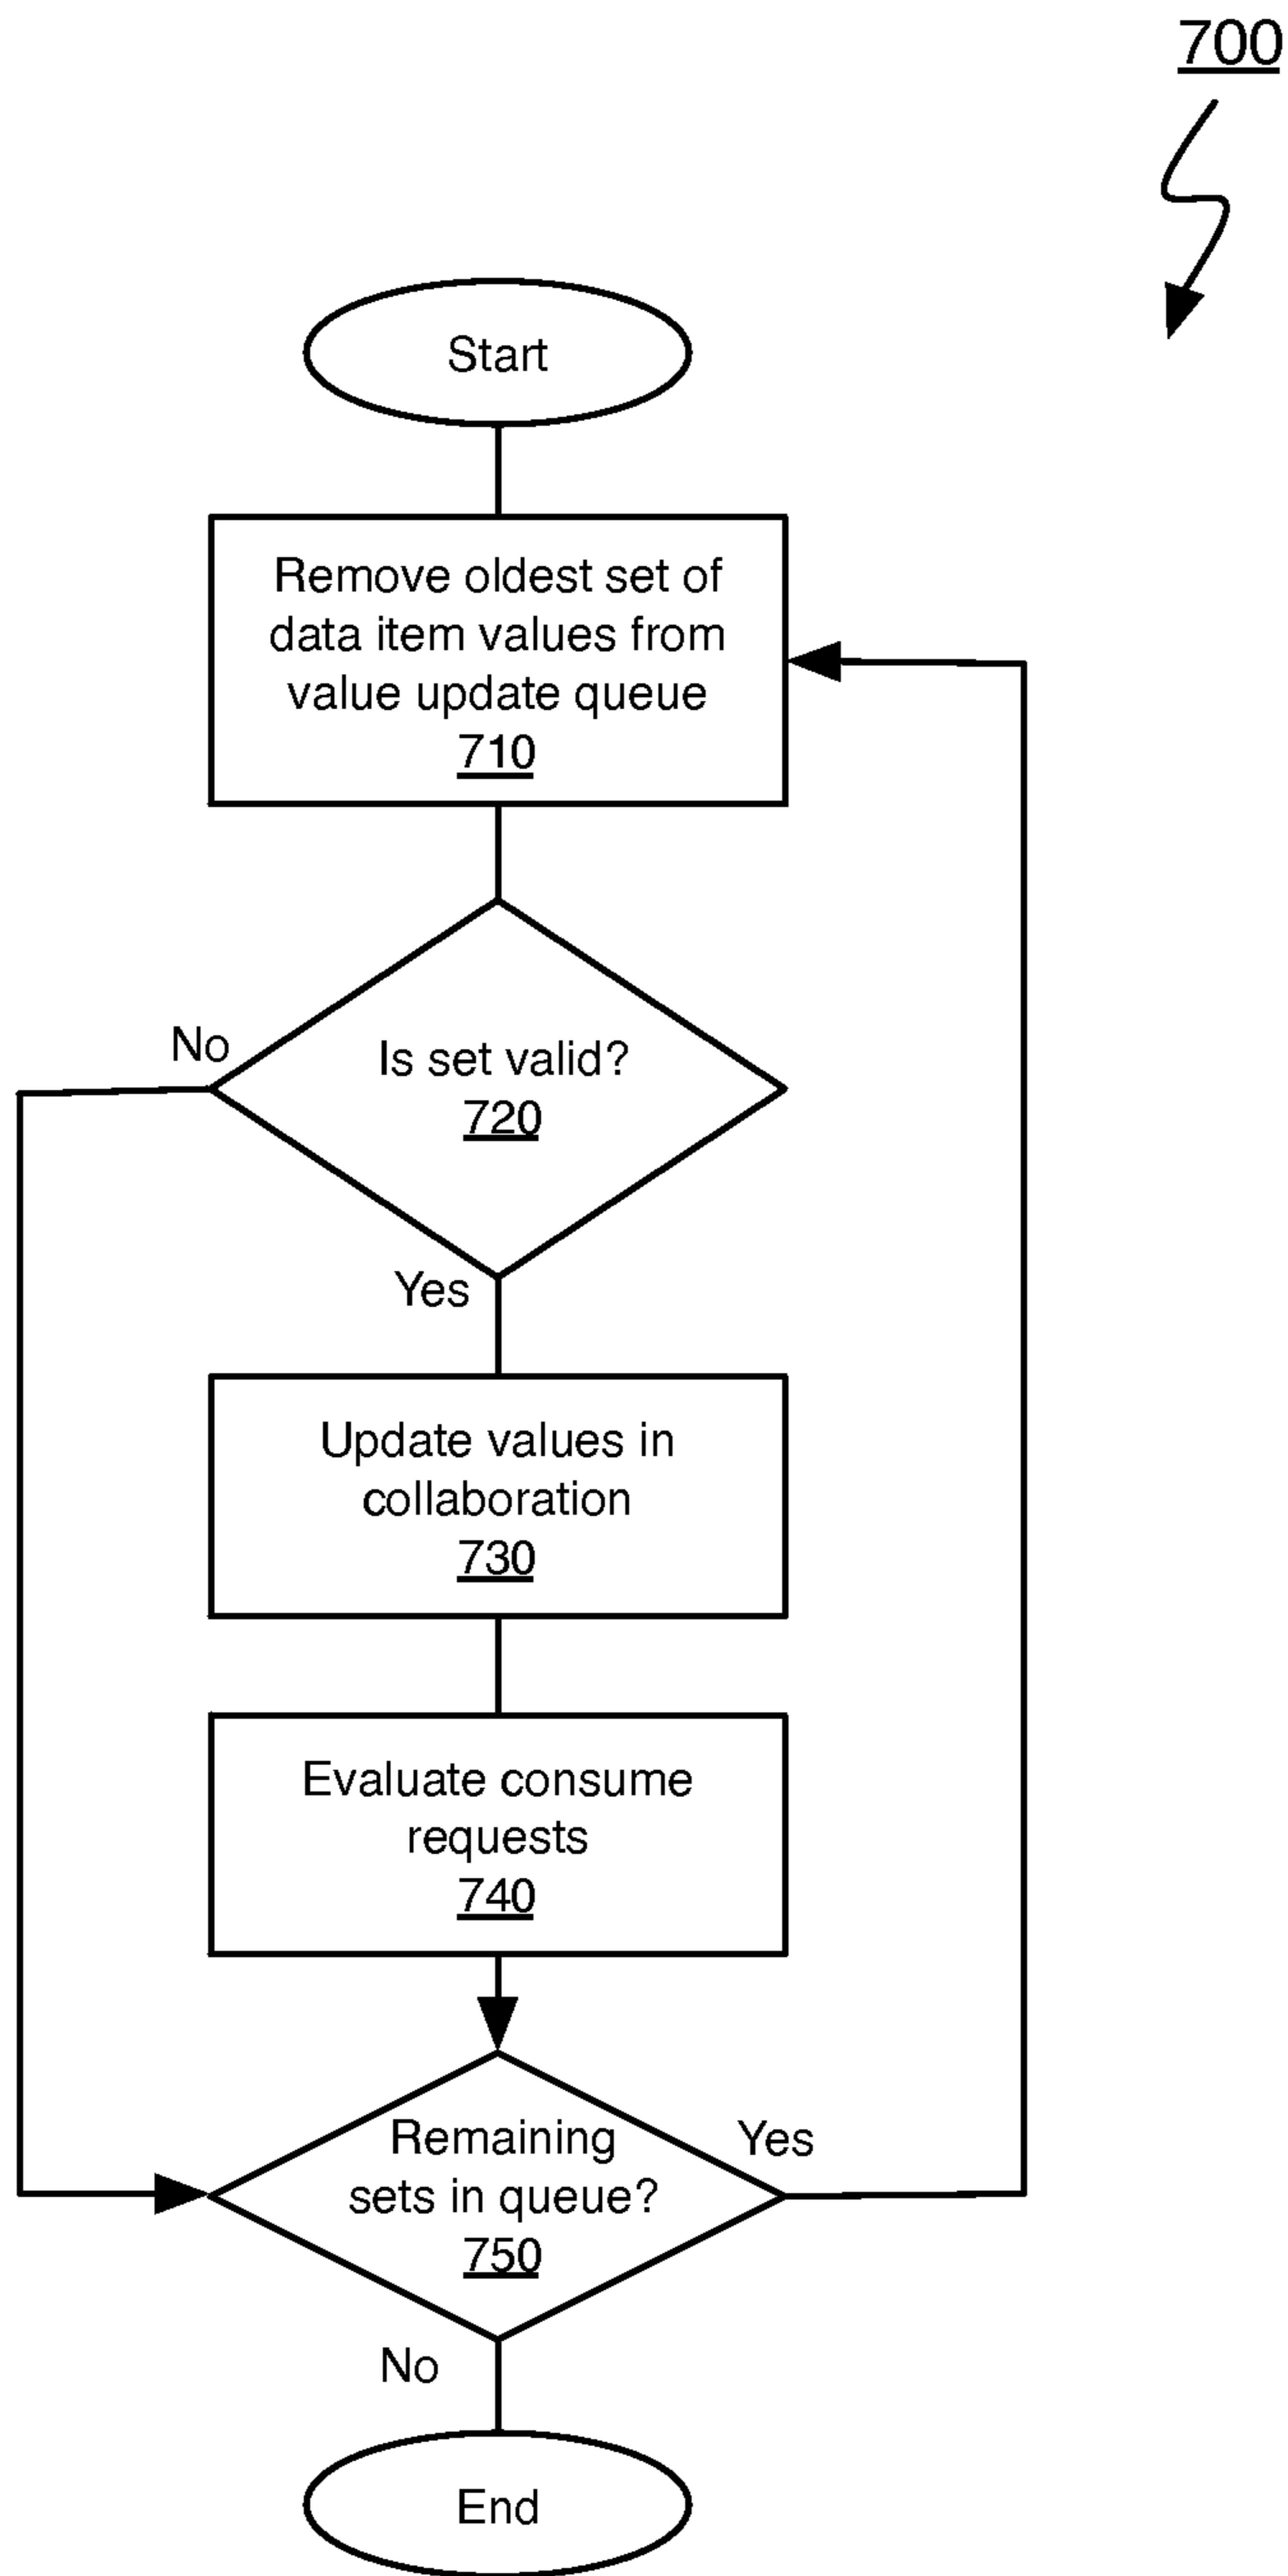 700
Start
Remove oldest set of
data item values from
value update queue
710
No
Is set valid?
720
Yes
Update values in
collaboration
730
Evaluate consume
requests
740
Remaining
Yes
sets in queue?
750
No
End